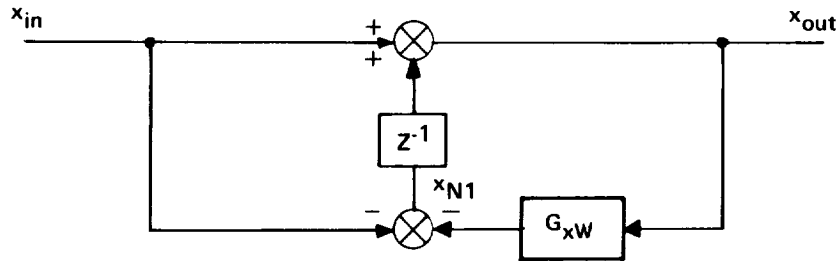 x_in
x_out
+
+
Z^-1
x_N1
−
−
G_xW